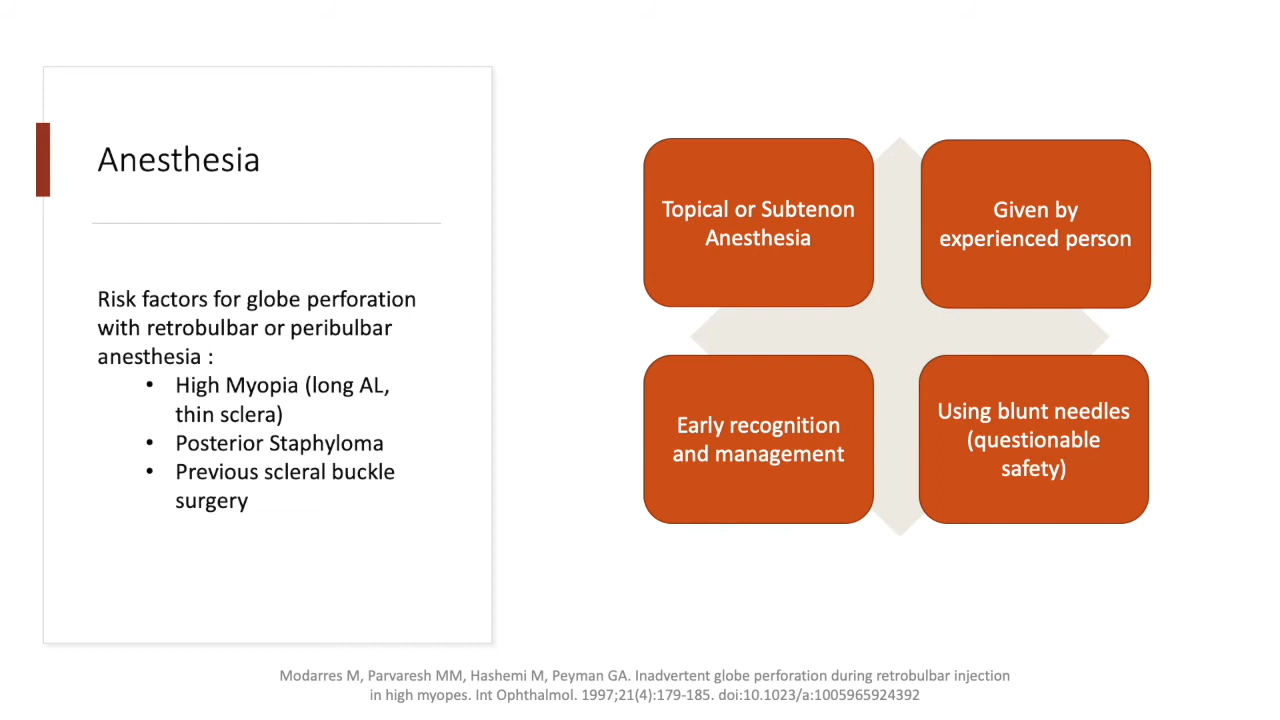 Anesthesia
Risk factors for globe perforation
with retrobulbar or peribulbar
anesthesia :
• High Myopia (long AL,
thin sclera)
• Posterior Staphyloma
• Previous scleral buckle
surgery
Topical or Subtenon
Anesthesia
Given by
experienced person
Early recognition
and management
Using blunt needles
(questionable
safety)
Modarres M, Parvaresh MM, Hashemi M, Peyman GA. Inadvertent globe perforation during retrobulbar injection
in high myopes. Int Ophthalmol. 1997;21(4):179-185. doi:10.1023/a:1005965924392